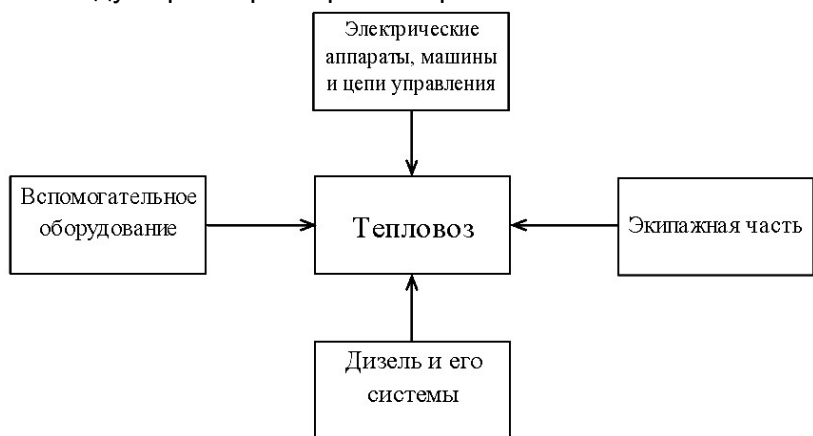 Электрические
аппараты, машины
и цепи управления
Вспомогательное
оборудование
Тепловоз
Экипажная часть
Дизель и его
системы